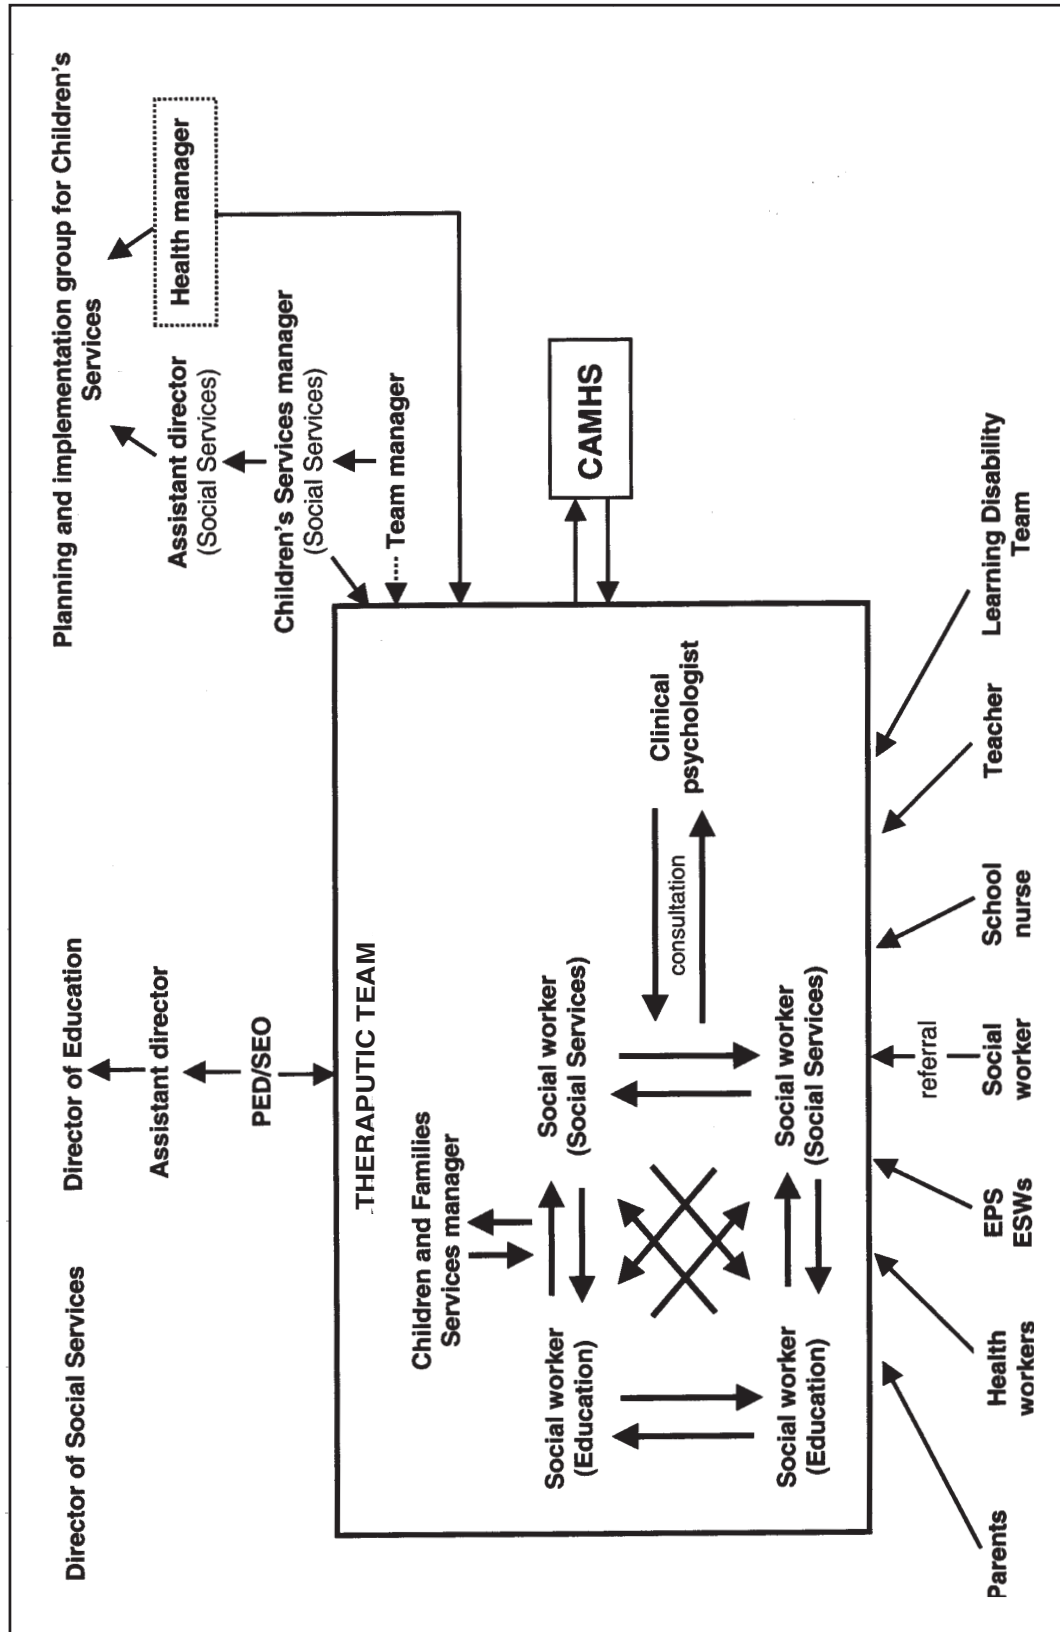 Director of Social Services
Director of Education
Planning and implementation group for Children's
Services
Assistant director
Assistant director
(Social Services)
Health manager
PED/SEO
Children's Services manager
(Social Services)
Team manager
THERAPUTIC TEAM
Children and Families
Services manager
Social worker
(Education)
Social worker
(Social Services)
Clinical
psychologist
consultation
CAMHS
Social worker
(Education)
Social worker
(Social Services)
referral
Parents
Health
workers
EPS
ESWs
Social
worker
School
nurse
Teacher
Learning Disability
Team